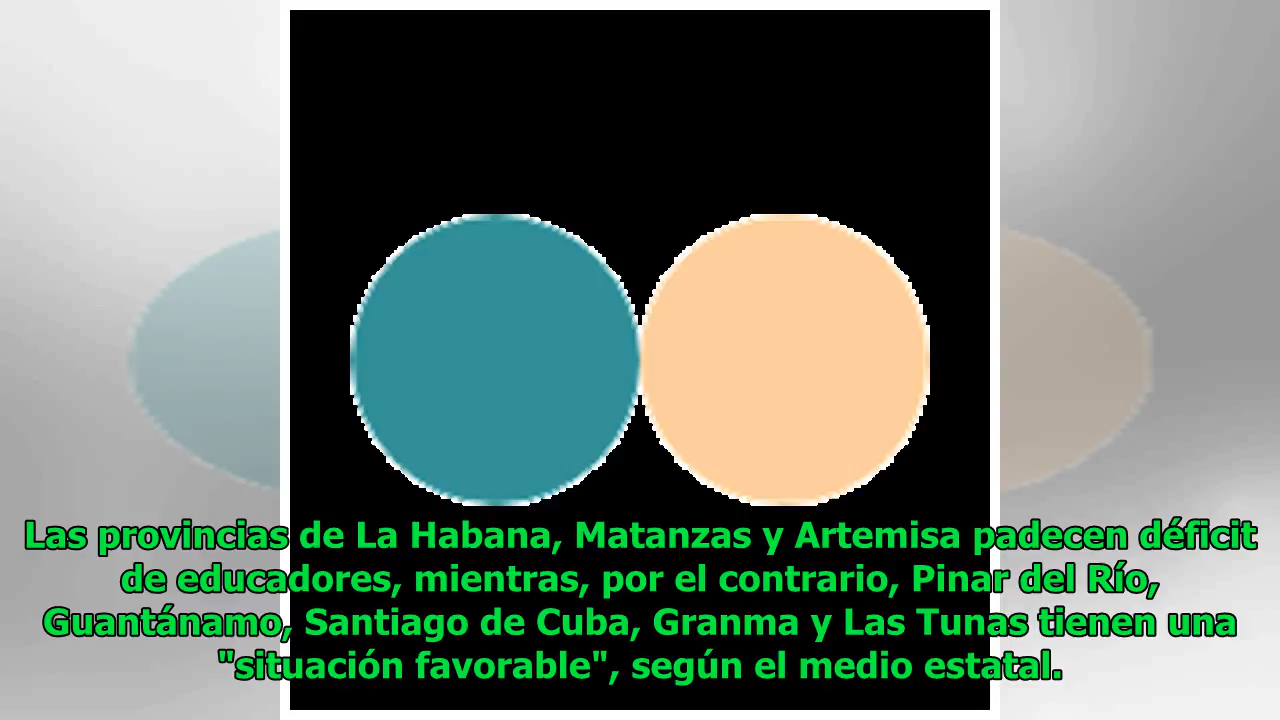 Las provincias de La Habana, Matanzas y Artemisa padecen déficit
de educadores, mientras, por el contrario, Pinar del Río,
Guantánamo, Santiago de Cuba, Granma y Las Tunas tienen una
"situación favorable", según el medio estatal.